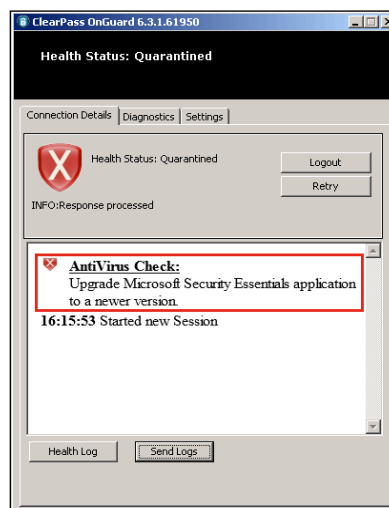 ClearPass OnGuard 6.3.1.61950
Health Status: Quarantined
Connection Details Diagnostics Settings
Health Status: Quarantined
Logout
Retry
INFO:Response processed
AntiVirus Check:
Upgrade Microsoft Security Essentials application
to a newer version.
16:15:53 Started new Session
Health Log Send Logs